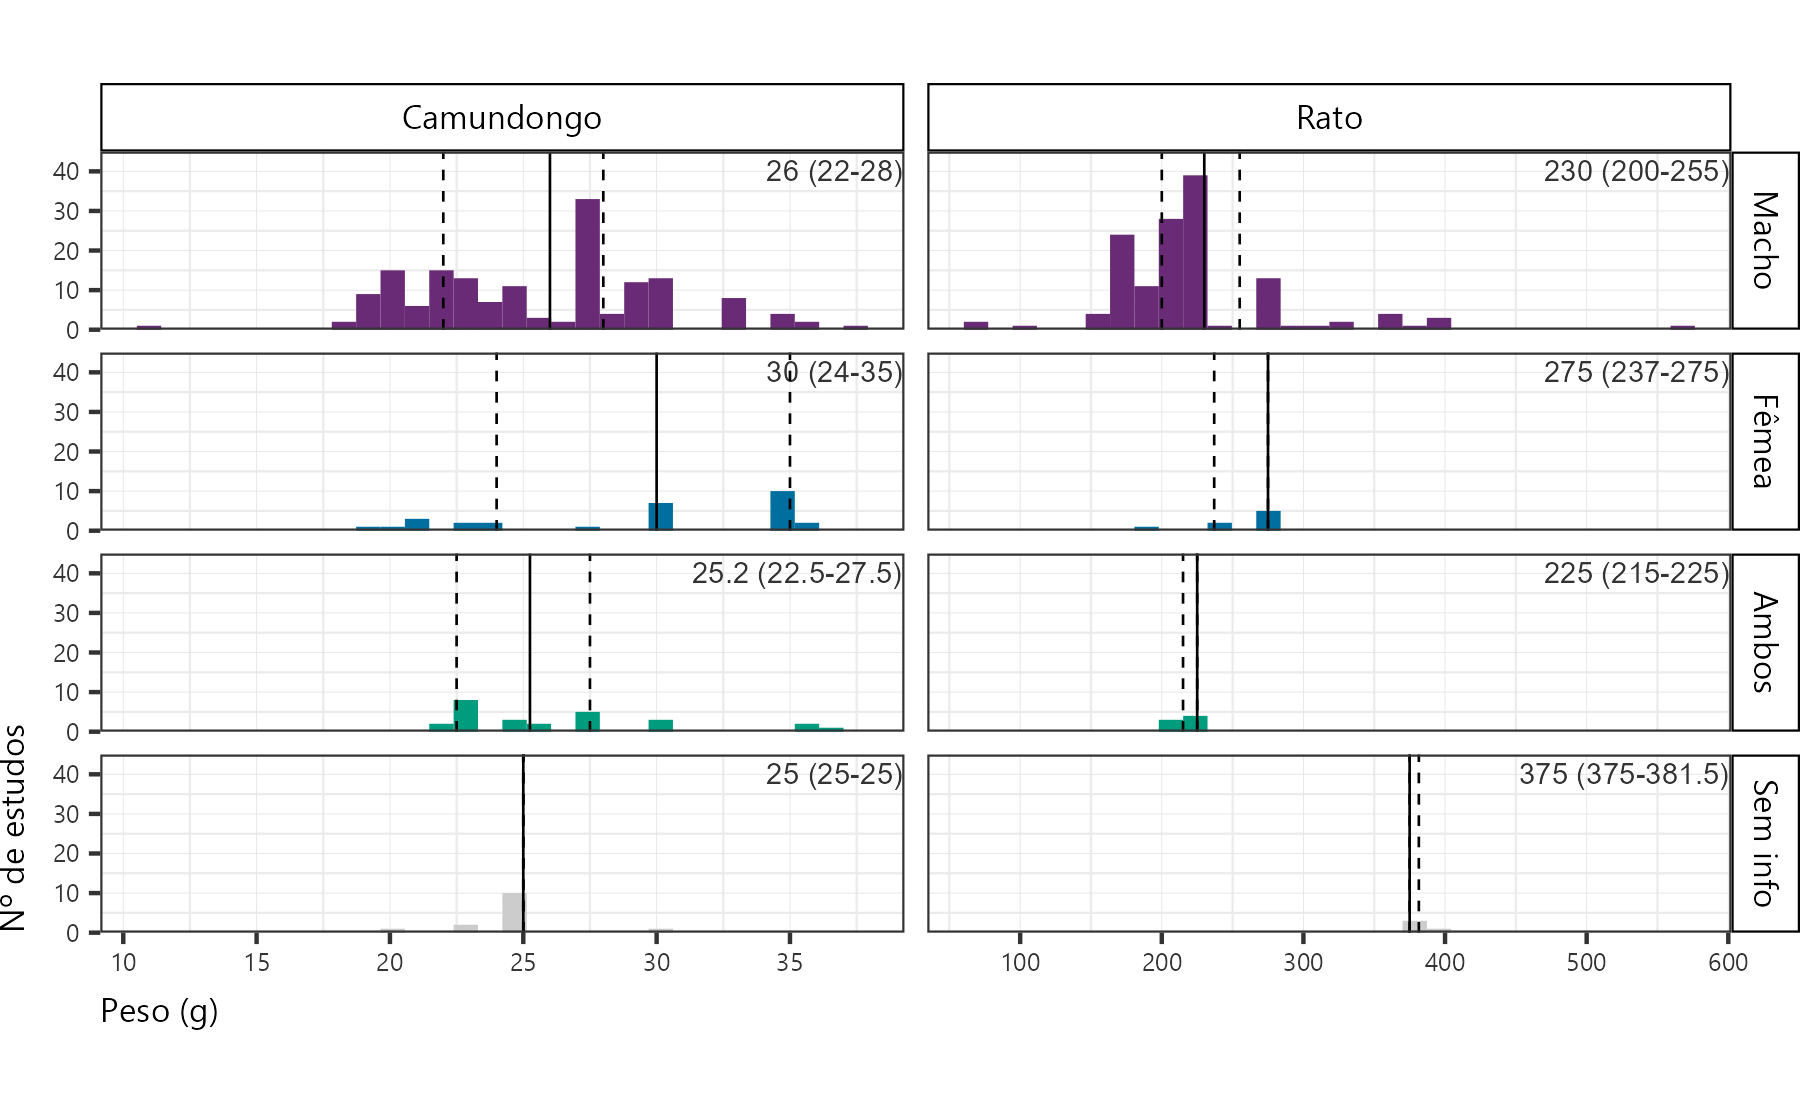 Camundongo
Rato
40
30
20
10
0
26 (22-28)
230 (200-255)
Macho
40
30
20
10
0
30 (24-35)
275 (237-275)
Fêmea
40
30
20
10
0
25.2 (22.5-27.5)
225 (215-225)
Ambos
40
30
20
10
0
25 (25-25)
375 (375-381.5)
Sem info
10 15 20 25 30 35
100 200 300 400 500 600
Peso (g)
N° de estudos